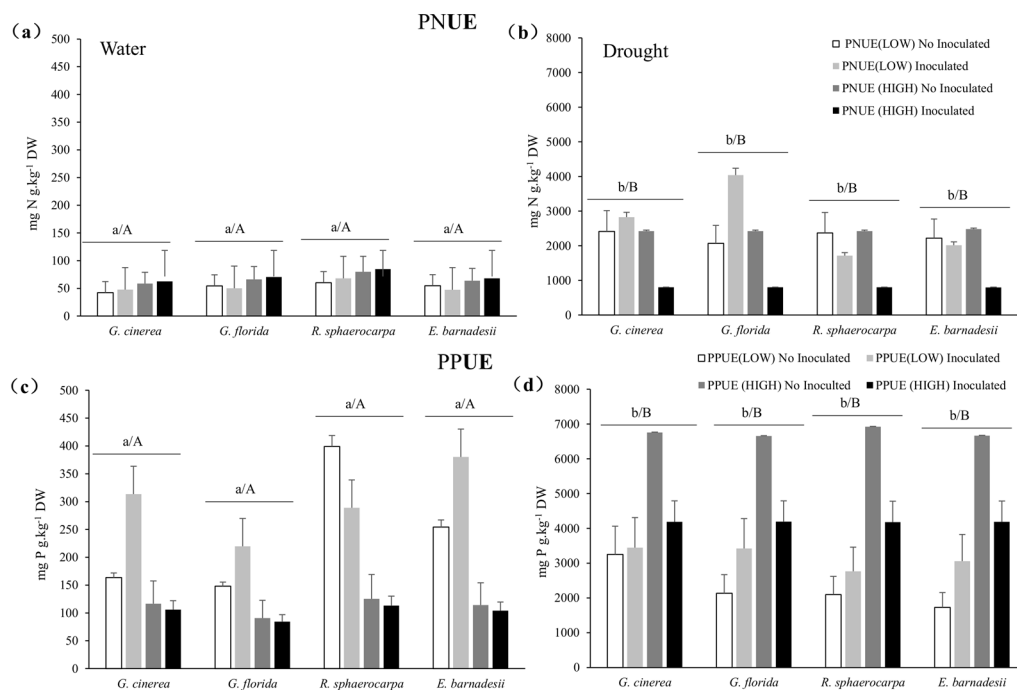 PNUE
(a)
Water
mg N g.kg-1 DW
500
450
400
350
300
250
200
150
100
50
0
a/A
a/A
a/A
a/A
G. cinerea
G. florida
R. sphaerocarpa
E. barnadesii
(b)
Drought
PNUE(LOW) No Inoculated
PNUE(LOW) Inoculated
PNUE (HIGH) No Inoculated
PNUE (HIGH) Inoculated
mg N g.kg-1 DW
8000
7000
6000
5000
4000
3000
2000
1000
0
b/B
b/B
b/B
b/B
G. cinerea
G. florida
R. sphaerocarpa
E. barnadesii
PPUE
(c)
mg P g.kg-1 DW
500
450
400
350
300
250
200
150
100
50
0
a/A
a/A
a/A
a/A
G. cinerea
G. florida
R. sphaerocarpa
E. barnadesii
(d)
PPUE(LOW) No Inoculated
PPUE(LOW) Inoculated
PPUE (HIGH) No Inoculted
PPUE (HIGH) Inoculated
mg P g.kg-1 DW
8000
7000
6000
5000
4000
3000
2000
1000
0
b/B
b/B
b/B
b/B
G. cinerea
G. florida
R. sphaerocarpa
E. barnadesii